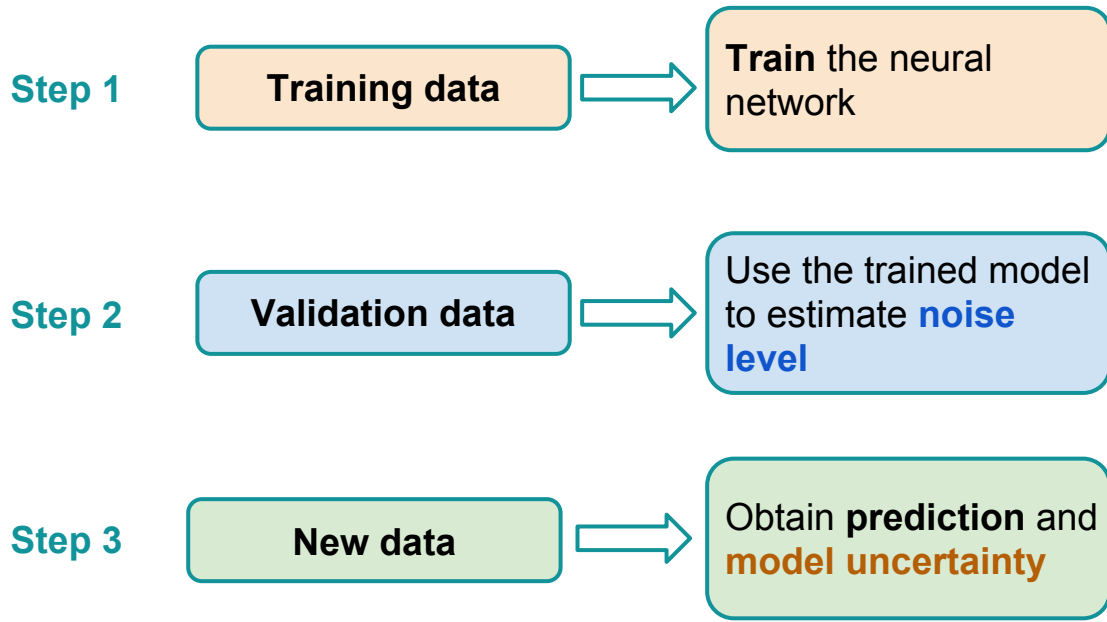 Step 1
Training data
Train the neural
network
Step 2
Validation data
Use the trained model
to estimate noise
level
Step 3
New data
Obtain prediction and
model uncertainty